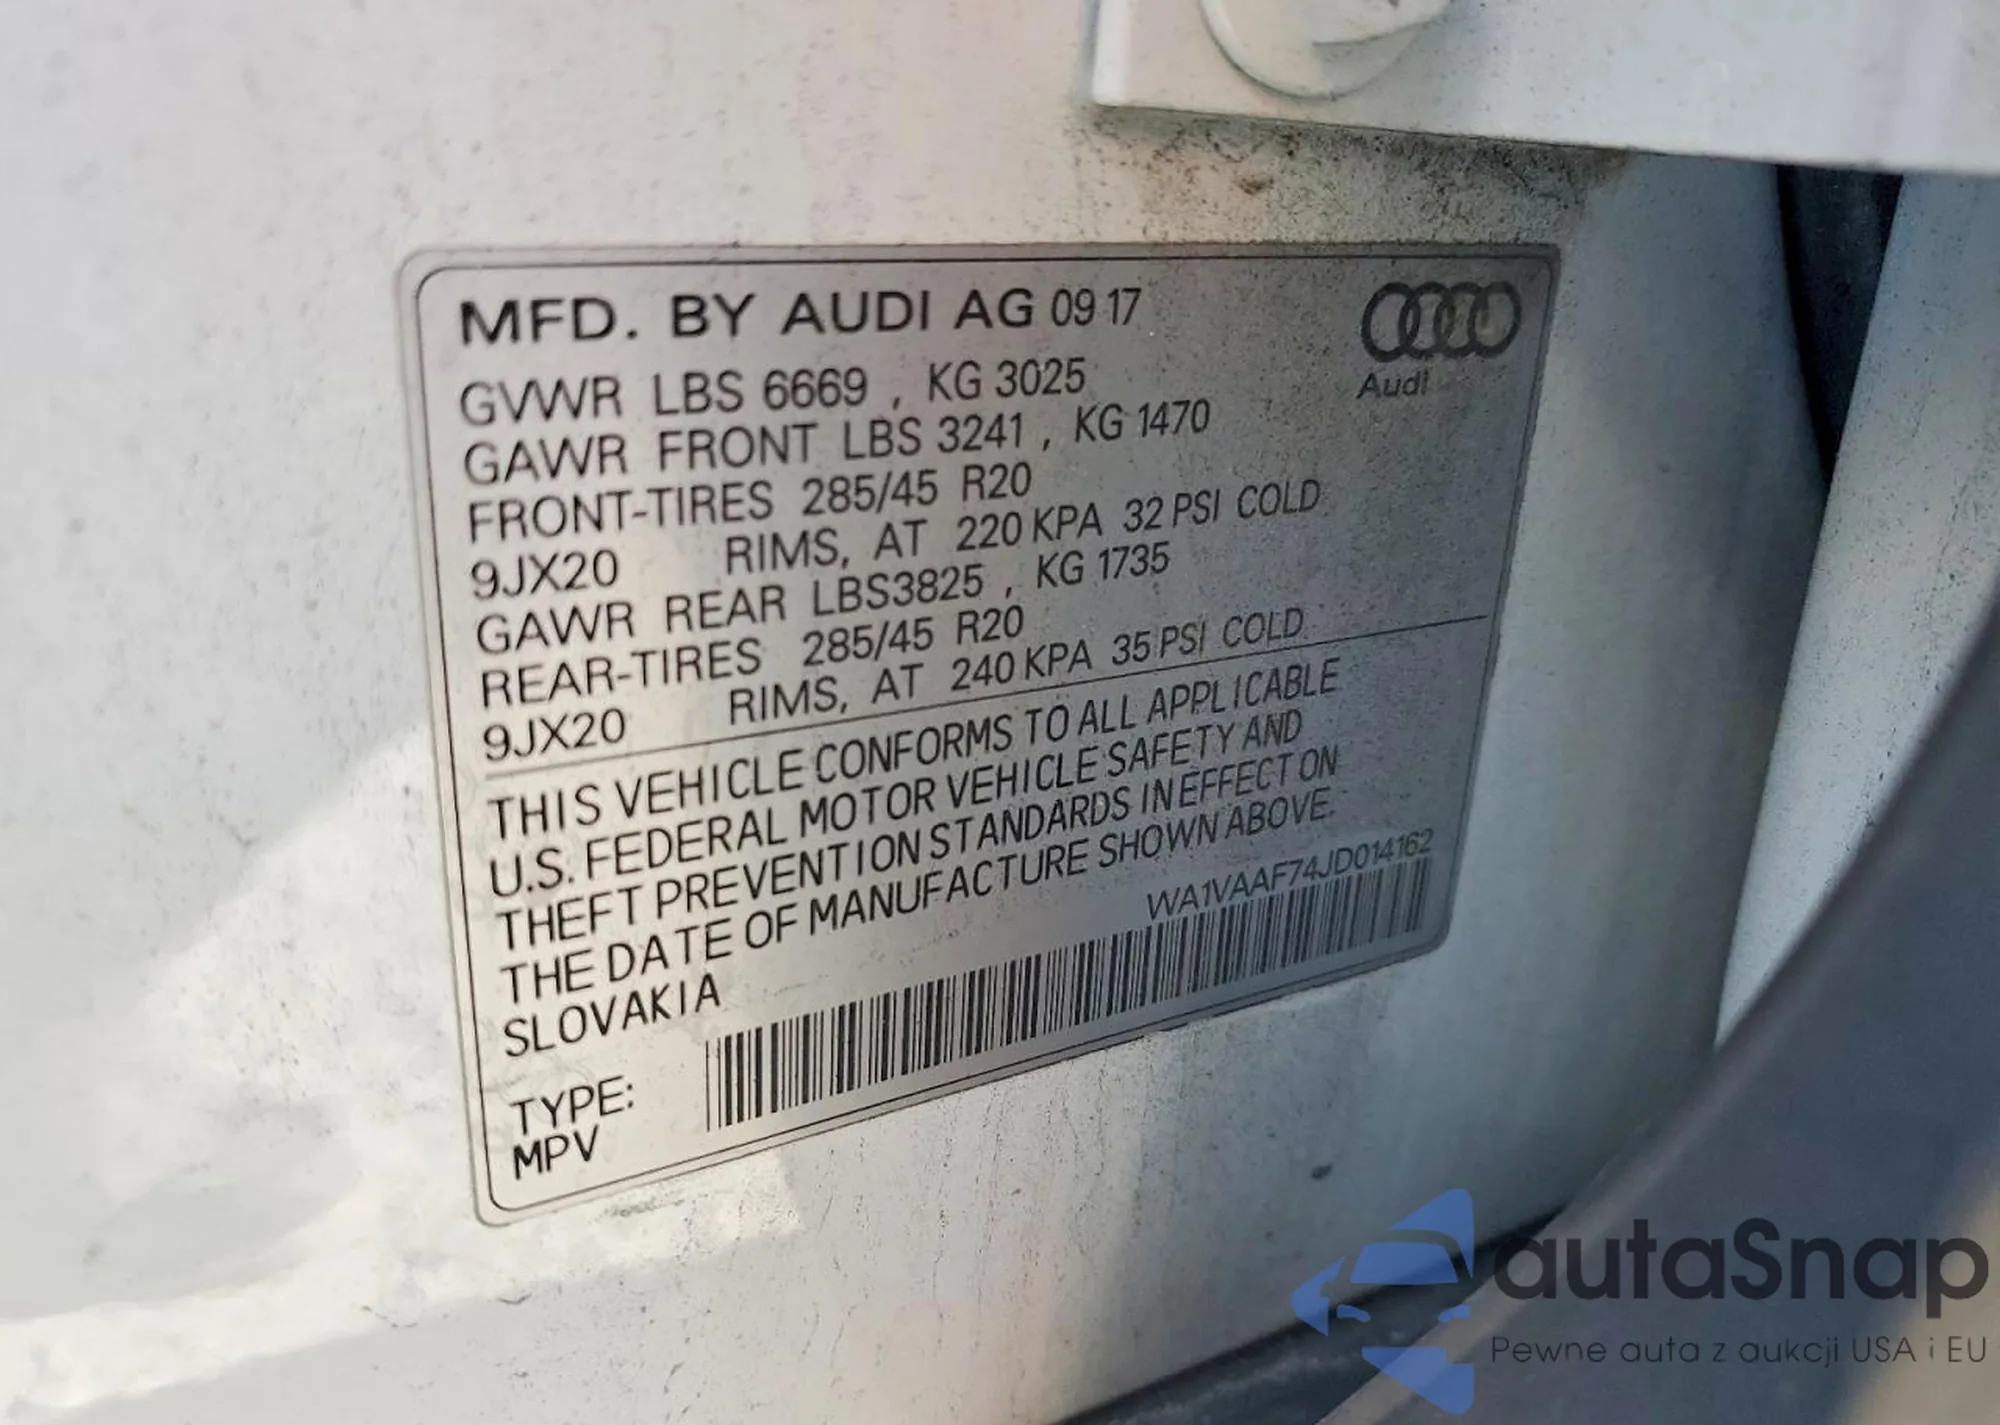 MFD. BY AUDI AG 09 17
Audi
GVWR LBS 6669 , KG 3025
GAWR FRONT LBS 3241 , KG 1470
FRONT-TIRES 285/45 R20
9JX20 RIMS, AT 220 KPA 32 PSI COLD
GAWR REAR LBS3825 , KG 1735
REAR-TIRES 285/45 R20
9JX20 RIMS, AT 240 KPA 35 PSI COLD
THIS VEHICLE CONFORMS TO ALL APPLICABLE
U.S. FEDERAL MOTOR VEHICLE SAFETY AND
THEFT PREVENTION STANDARDS IN EFFECT ON
THE DATE OF MANUFACTURE SHOWN ABOVE.
SLOVAKIA
WA1VAAF74JD014162
TYPE:
MPV
autaSnap
Pewne auta z aukcji USA i EU